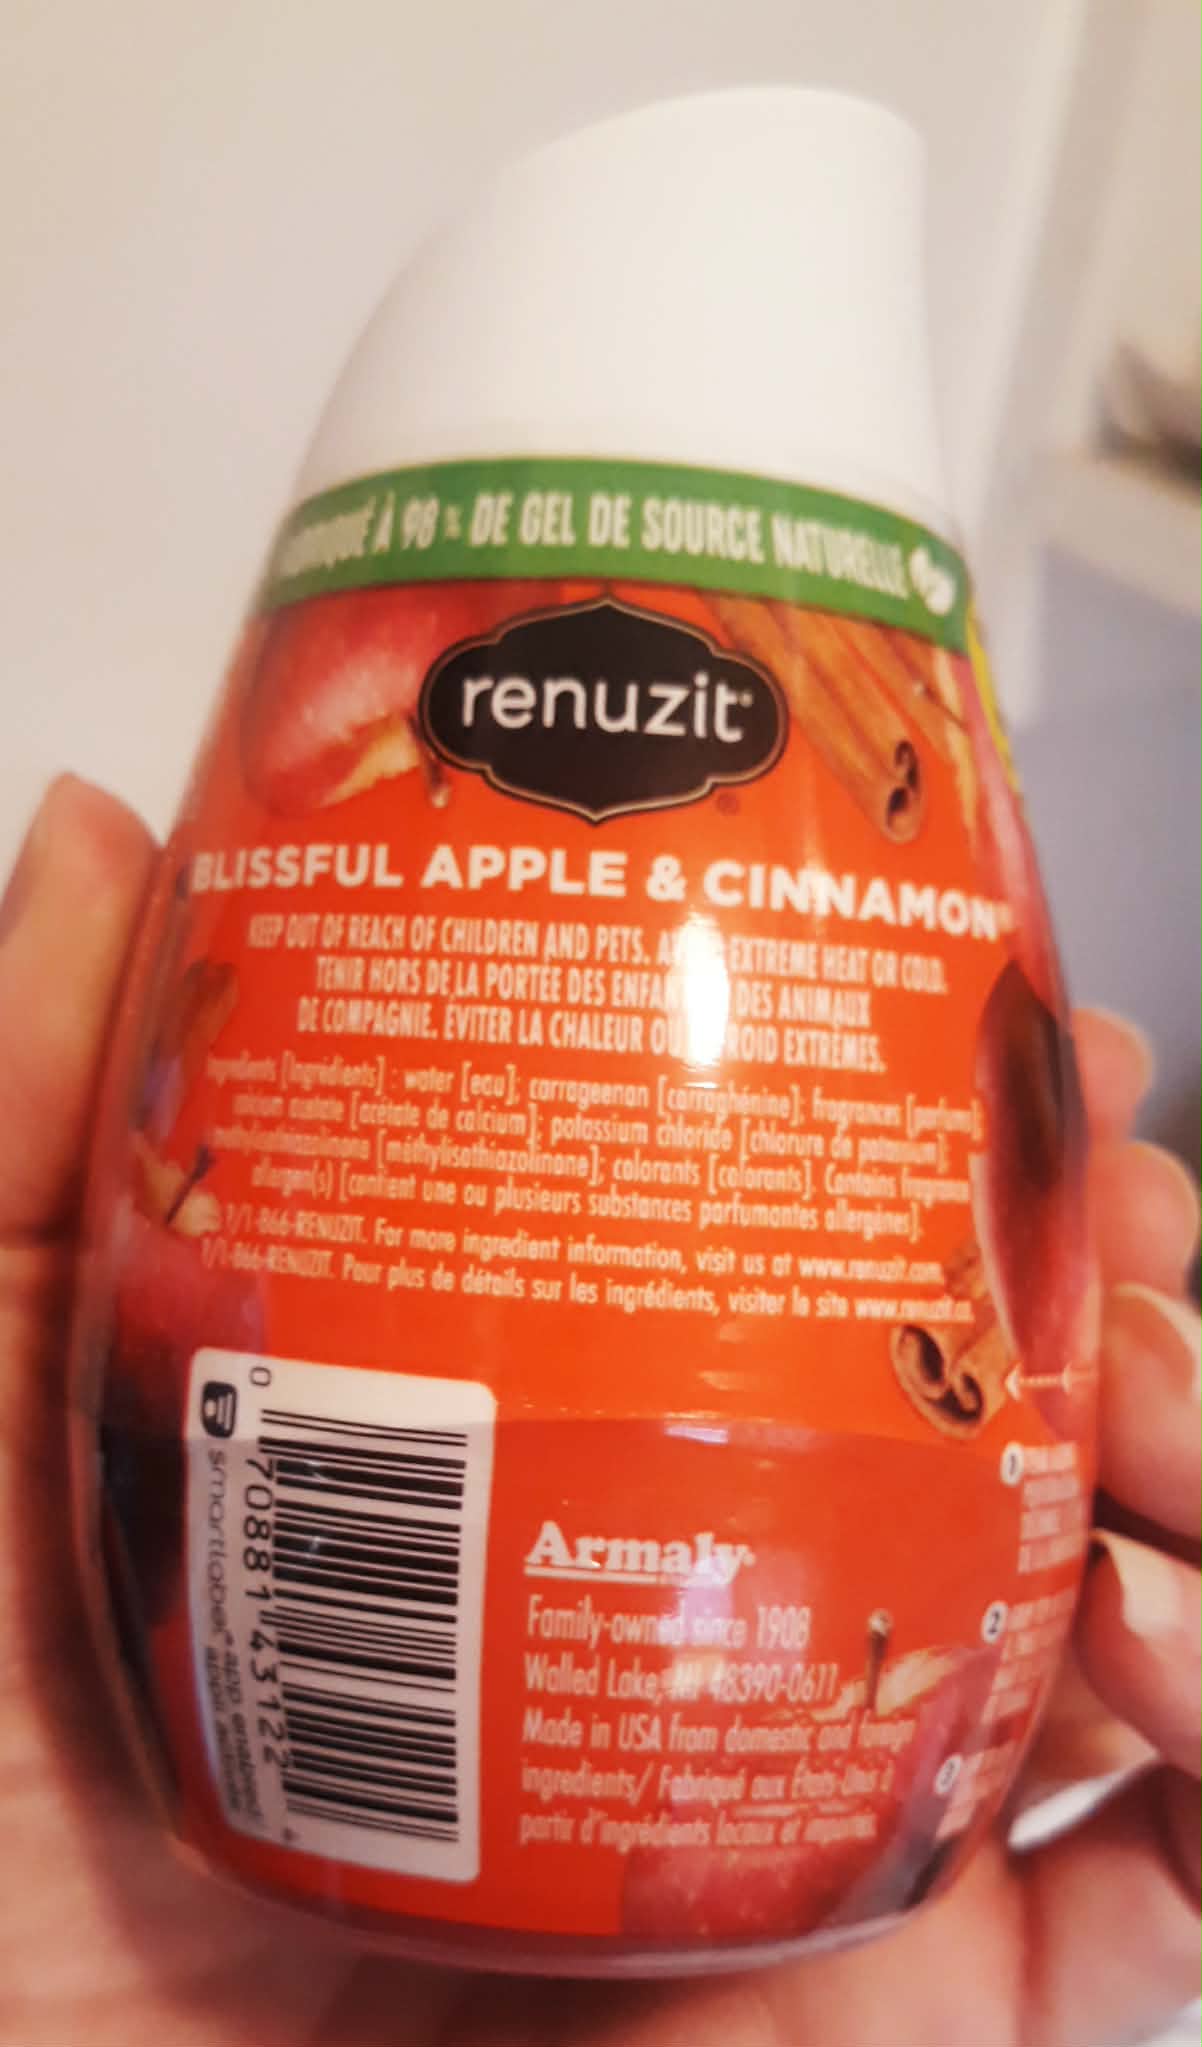 À 98 % DE GEL DE SOURCE NATURELLE
renuzit
®
BLISSFUL APPLE & CINNAMON
KEEP OUT OF REACH OF CHILDREN AND PETS. EXTREME HEAT OR COLD.
TENIR HORS DE LA PORTÉE DES DES ANIMAUX
DE COMPAGNIE. ÉVITER LA CHALEUR EXTRÊMES.
Ingredients [Ingrédients] : water [eau]; carrageenan [carraghénine]; fragrances [parfums];
calcium acetate [acétate de calcium]; potassium chloride [chlorure de potassium];
methylisothiazolinone [méthylisothiazolinone]; colorants [colorants]. Contains fragrance
allergen(s) [contient une ou plusieurs substances parfumantes allergènes].
1-866-RENUZIT. For more ingredient information, visit us at www.renuzit.com.
1-866-RENUZIT. Pour plus de détails sur les ingrédients, visiter le site www.renuzit.ca.
0 70881 43122 4
smartlabel® app enabled
Armaly
Family-owned since 1908
Walled Lake, MI 48390-0611
Made in USA from domestic and foreign
ingredients/ Fabriqué aux États-Unis à
partir d'ingrédients locaux et importés.
1
2
3